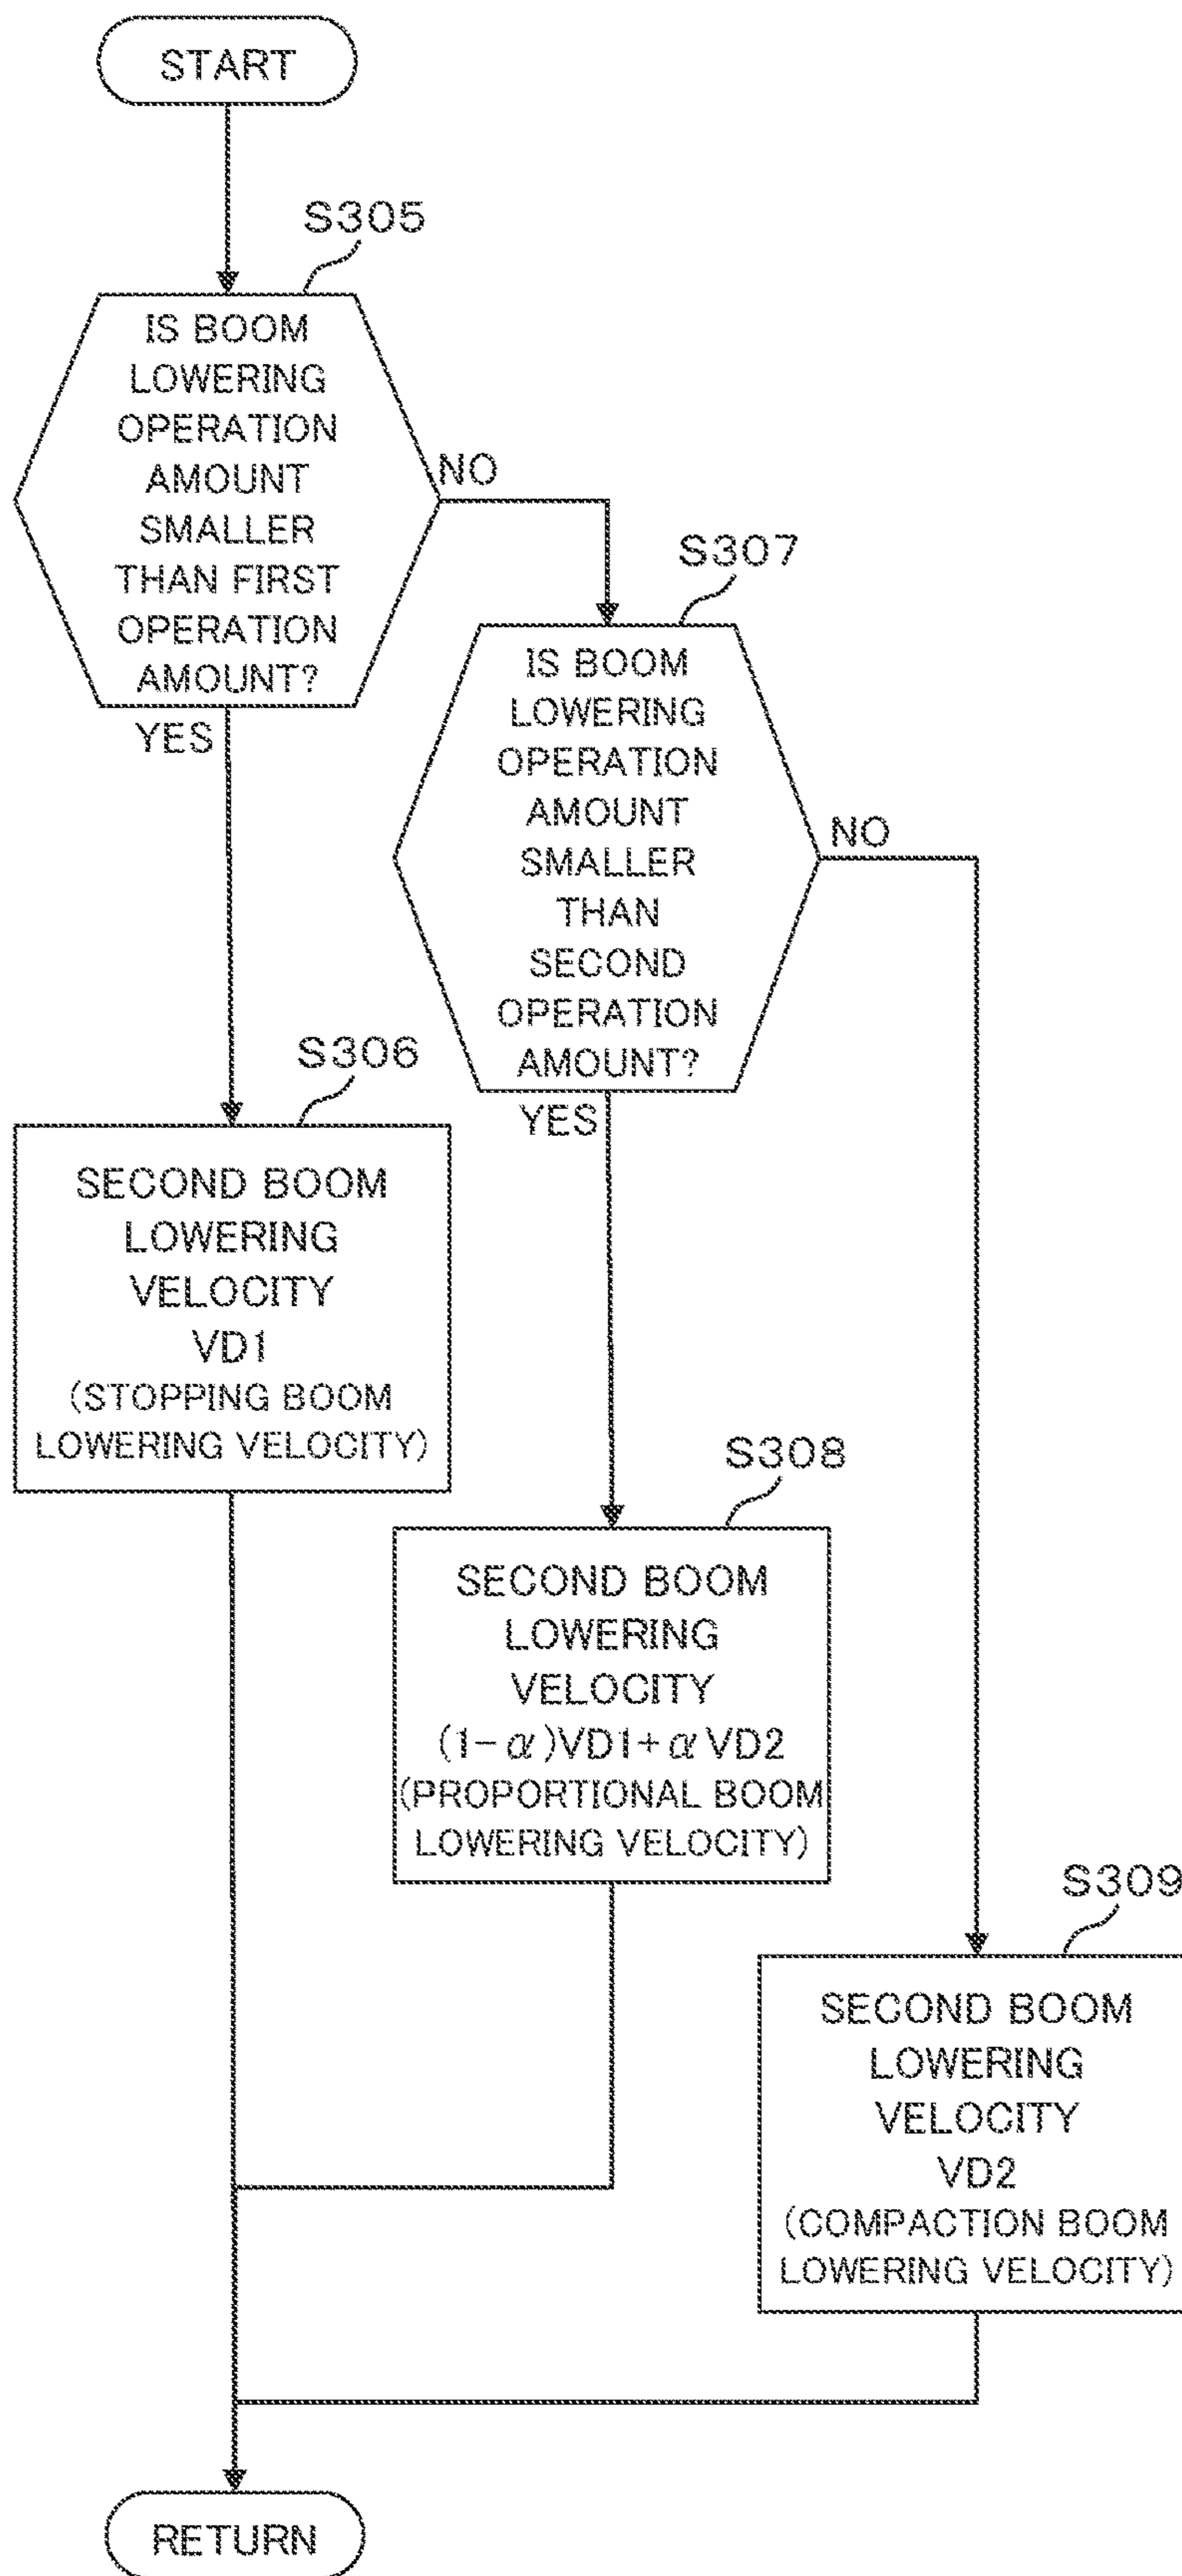 START
S305
IS BOOM
LOWERING
OPERATION
AMOUNT
SMALLER
THAN FIRST
OPERATION
AMOUNT?
NO
YES
S307
IS BOOM
LOWERING
OPERATION
AMOUNT
SMALLER
THAN
SECOND
OPERATION
AMOUNT?
NO
YES
S306
SECOND BOOM
LOWERING
VELOCITY
VD1
(STOPPING BOOM
LOWERING VELOCITY)
S308
SECOND BOOM
LOWERING
VELOCITY
(1-α)VD1+αVD2
(PROPORTIONAL BOOM
LOWERING VELOCITY)
S309
SECOND BOOM
LOWERING
VELOCITY
VD2
(COMPACTION BOOM
LOWERING VELOCITY)
RETURN